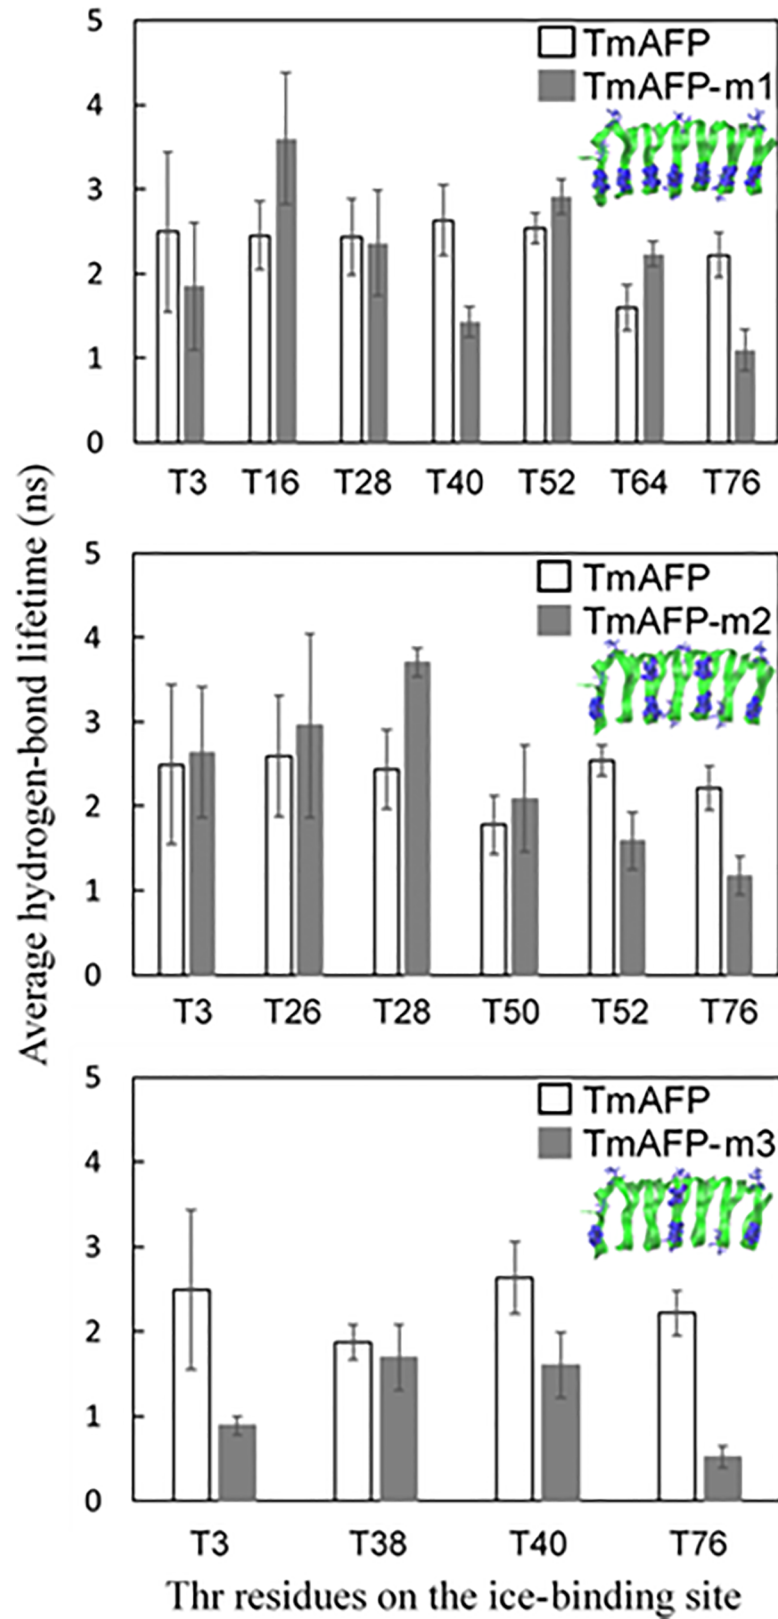 5
TmAFP
TmAFP-m1
4
3
2
1
0
T3 T16 T28 T40 T52 T64 T76
Average hydrogen-bond lifetime (ns)
5
TmAFP
TmAFP-m2
4
3
2
1
0
T3 T26 T28 T50 T52 T76
5
TmAFP
TmAFP-m3
4
3
2
1
0
T3 T38 T40 T76
Thr residues on the ice-binding site